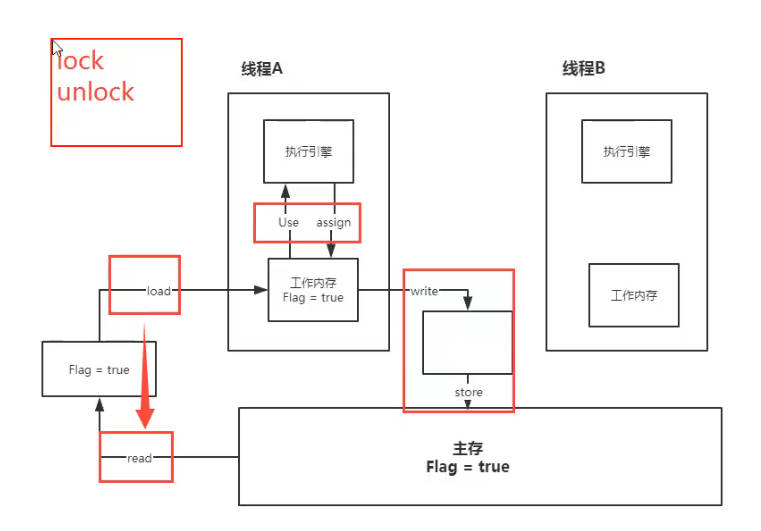 lock
unlock
线程A
线程B
执行引擎
执行引擎
Use
assign
工作内存
Flag = true
工作内存
load
write
Flag = true
store
read
主存
Flag = true